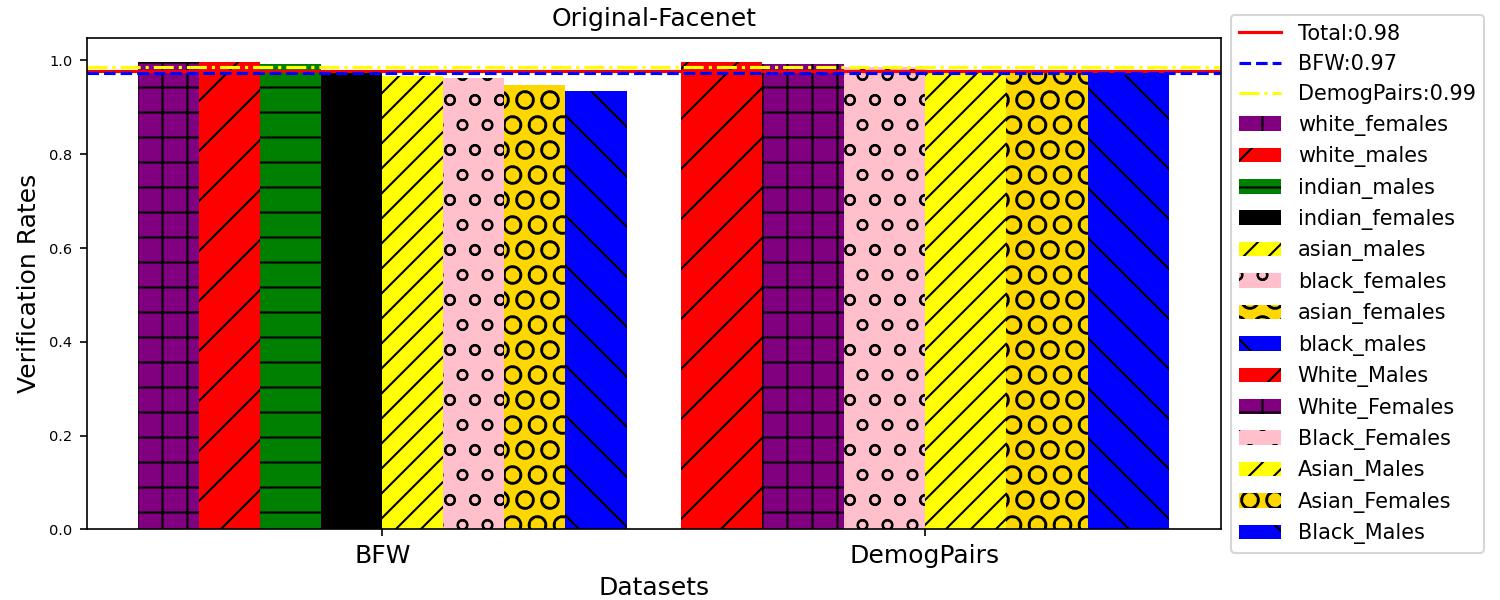 Original-Facenet
Verification Rates
1.0
0.8
0.6
0.4
0.2
0.0
BFW
DemogPairs
Datasets
Total:0.98
BFW:0.97
DemogPairs:0.99
white_females
white_males
indian_males
indian_females
asian_males
black_females
asian_females
black_males
White_Males
White_Females
Black_Females
Asian_Males
Asian_Females
Black_Males